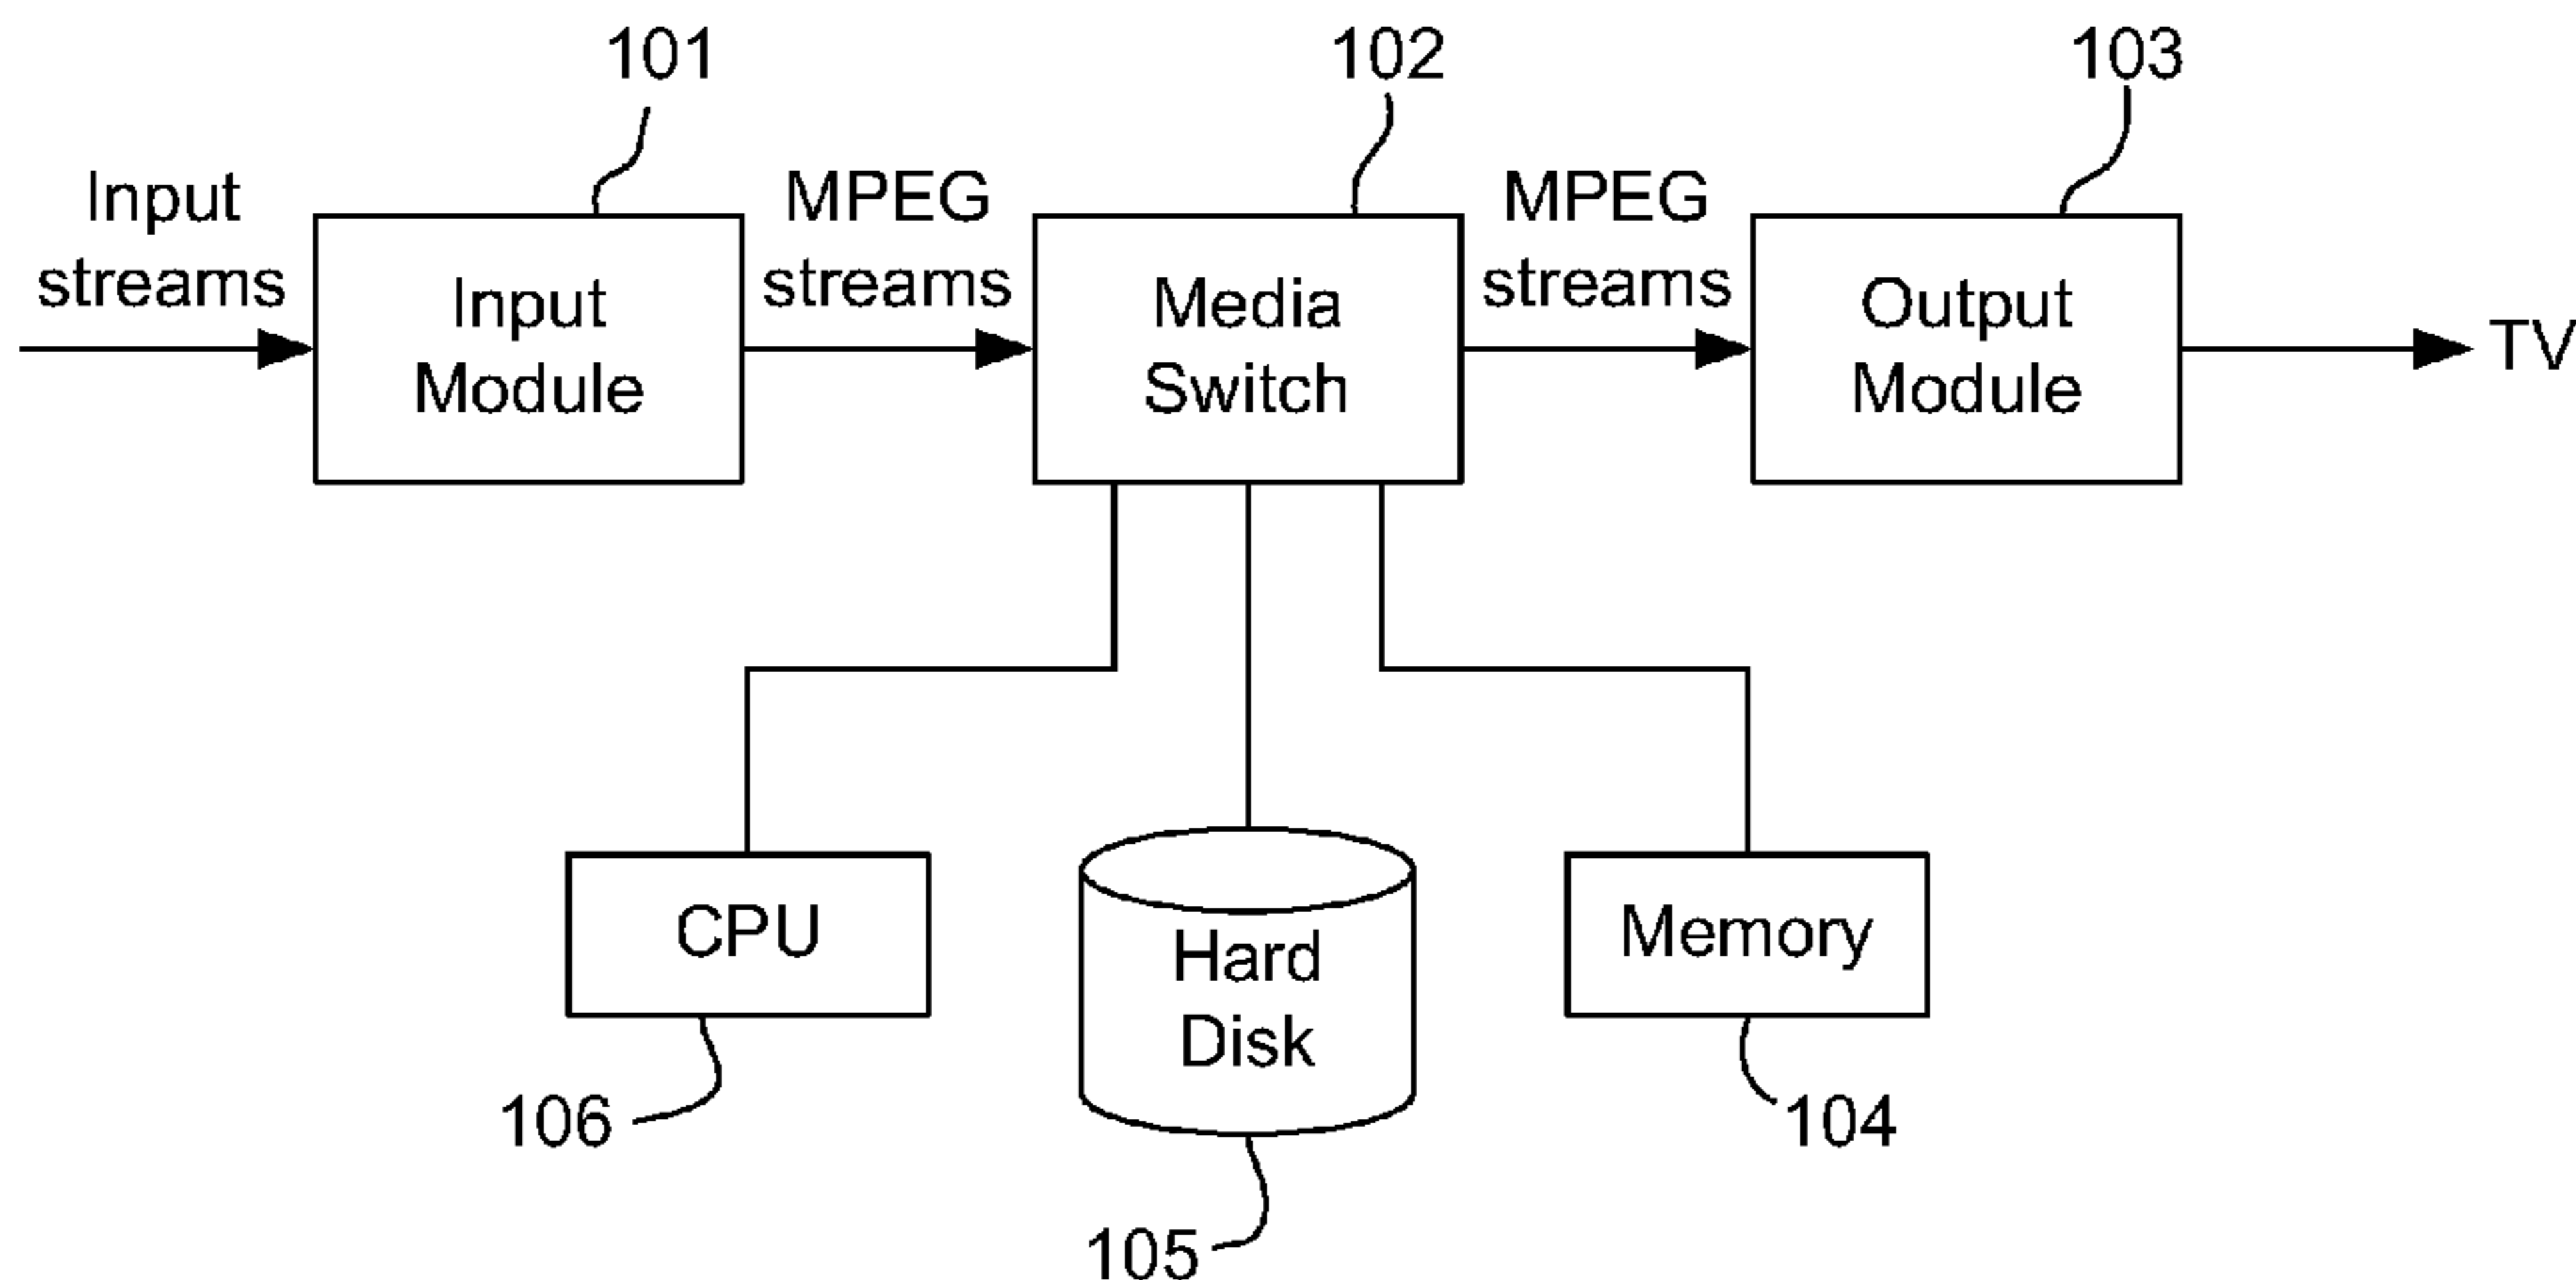 101
102
103
Input
streams
MPEG
streams
MPEG
streams
Input
Module
Media
Switch
Output
Module
TV
CPU
Hard
Disk
Memory
106
105
104